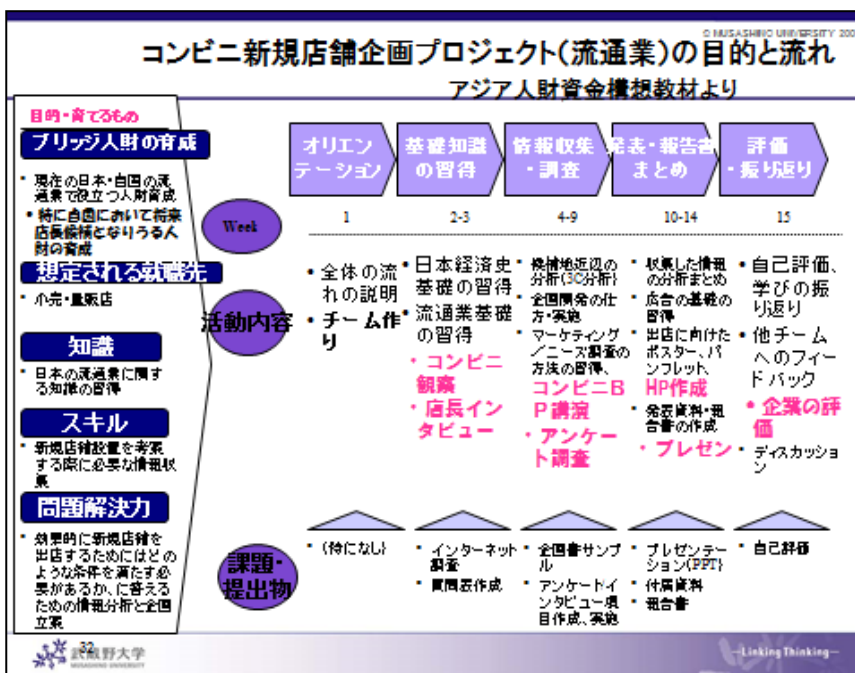 © MUSASHINO UNIVERSITY 200
コンビニ新規店舗企画プロジェクト(流通業)の目的と流れ
アジア人財資金構想教材より
目的・育てるもの
ブリッジ人財の育成
・現在の日本・自国の流
通業で役立つ人財育成
・特に自国において将来
店長候補となりうる人
財の育成
想定される就職先
・小売・量販店
知識
・日本の流通業に関す
る知識の習得
スキル
・新規店舗設置を考案
する際に必要な情報収
集
問題解決力
・効果的に新規店舗を
出店するためにはどの
ような条件を満たす必
要があるか、に答える
ための情報分析と企画
立案
オリエン
テーション
基礎知識
の習得
情報収集
・調査
発表・報告書
まとめ
評価
・振り返り
Week
1
2-3
4-9
10-14
15
活動内容
・全体の流
れの説明
・チーム作
り
・日本経済史
基礎の習得
・流通業基礎
の習得
・コンビニ
観察
・店長イン
タビュー
・候補地近辺の
分析(3C分析)
・企画開発の仕
方・実施
・マーケティング
/ニーズ調査の
方法の習得、
コンビニB
P講演
・アンケー
ト調査
・収集した情報
の分析まとめ
・広告の基礎の
習得
・出店に向けた
ポスター、パ
ンフレット、
HP作成
・発表資料・報
告書の作成
・プレゼン
・自己評価、
学びの振
り返り
・他チーム
へのフィー
ドバック
・企業の評
価
・ディスカッショ
ン
課題・
提出物
・(特になし)
・インターネット
調査
・質問表作成
・企画書サンプ
ル
・アンケートイ
ンタビュー項
目作成、実施
・プレゼンテー
ション(PPT)
・付属資料
・報告書
・自己評価
32
武蔵野大学
MUSASHINO UNIVERSITY
—Linking Thinking—